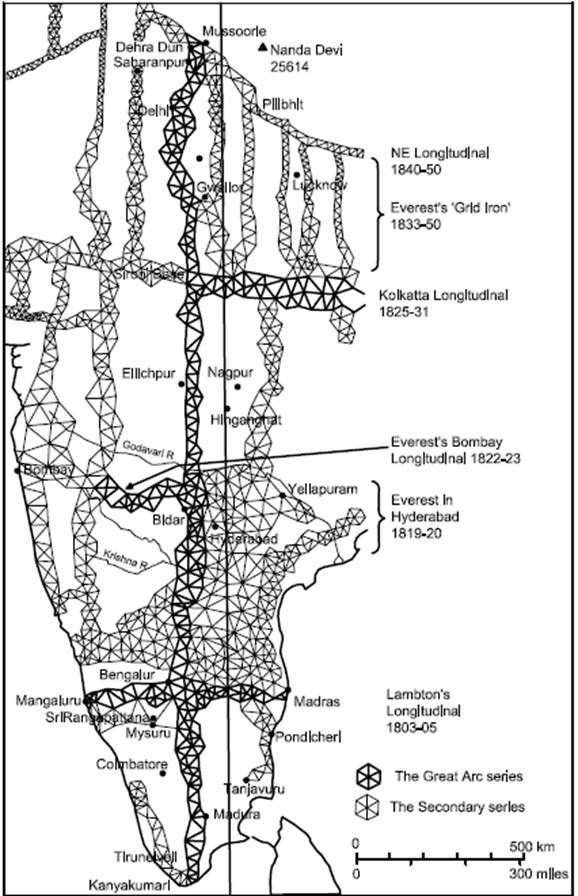 Mussoorle
Dehra Dun
Saharanpur
Nanda Devi
25614
Delhi
Pilibhit
NE Longitudinal
1840-50
Gwalior
Lucknow
Everest's 'Grid Iron'
1833-50
Sironj Base
Kolkatta Longitudinal
1825-31
Ellichpur
Nagpur
Hinganghat
Godavari R
Everest's Bombay
Longitudinal 1822-23
Bombay
Yellapuram
Everest in
Hyderabad
1819-20
Bidar
Hyderabad
Krishna R
Bengalur
Mangaluru
Madras
Lambton's
Longitudinal
1803-05
SriRangapattana
Mysuru
Pondicheri
Coimbatore
Tanjavuru
The Great Arc series
The Secondary series
Madura
Tirunelvell
Kanyakumari
0 500 km
0 300 miles